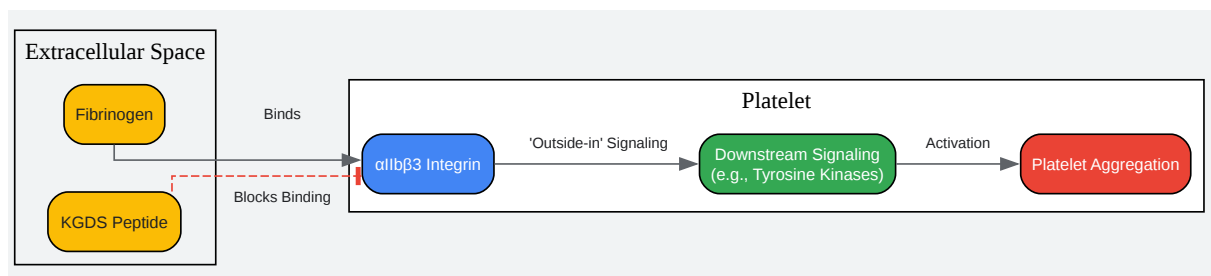 Extracellular Space
Fibrinogen
KGDS Peptide
Binds
Blocks Binding
Platelet
αIIbβ3 Integrin
'Outside-in' Signaling
Downstream Signaling
(e.g., Tyrosine Kinases)
Activation
Platelet Aggregation